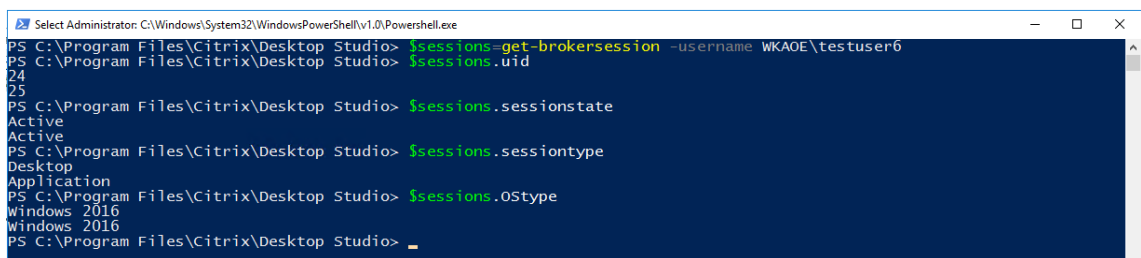 Select Administrator: C:\Windows\System32\WindowsPowerShell\v1.0\Powershell.exe
PS C:\Program Files\Citrix\Desktop Studio> $sessions=get-brokersession -username WKAOE\testuser6
PS C:\Program Files\Citrix\Desktop Studio> $sessions.uid
24
25
PS C:\Program Files\Citrix\Desktop Studio> $sessions.sessionstate
Active
Active
PS C:\Program Files\Citrix\Desktop Studio> $sessions.sessiontype
Desktop
Application
PS C:\Program Files\Citrix\Desktop Studio> $sessions.OStype
Windows 2016
Windows 2016
PS C:\Program Files\Citrix\Desktop Studio>